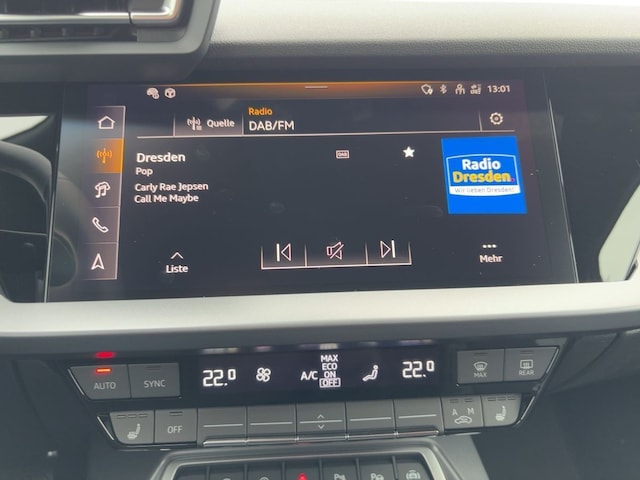 13:01
Quelle
Radio
DAB/FM
Dresden
Pop
DAB
Carly Rae Jepsen
Call Me Maybe
Radio
Dresden
Wir lieben Dresden!
Liste
Mehr
AUTO
SYNC
22.0
A/C
MAX
ECO
ON
OFF
22.0
MAX
REAR
OFF
A M